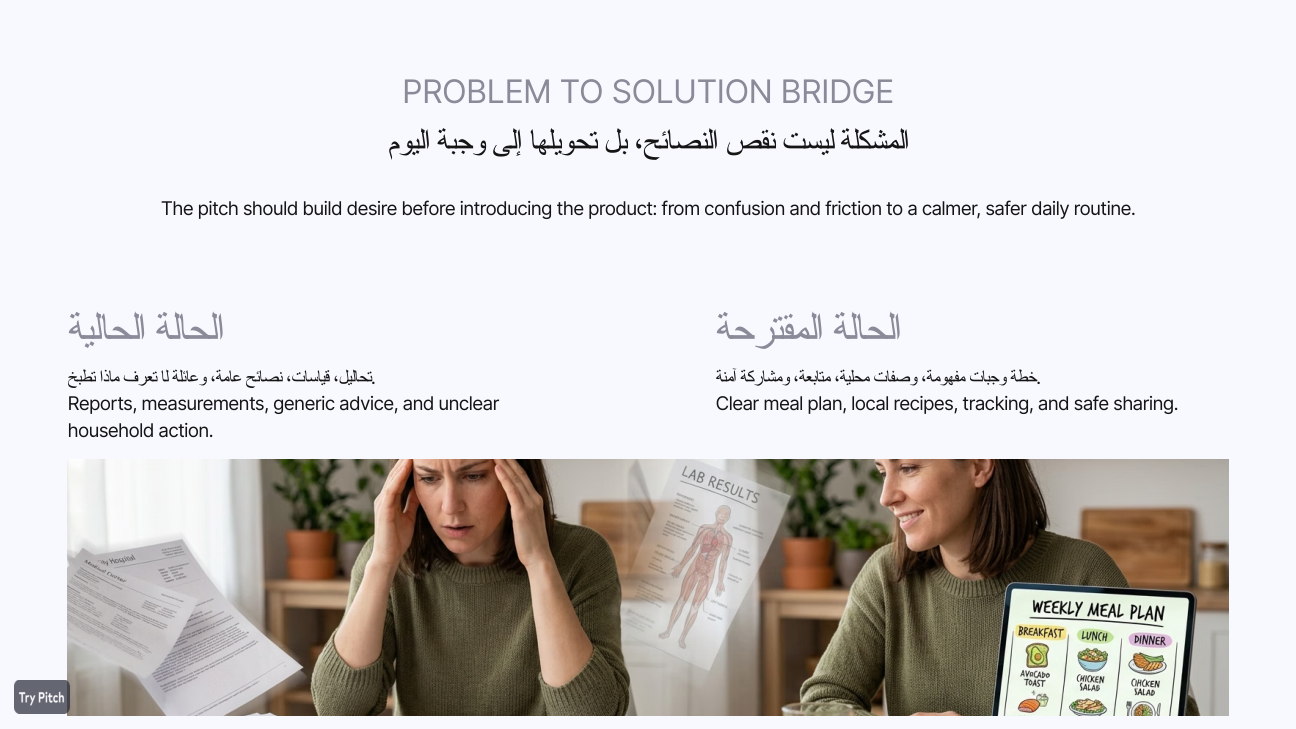 PROBLEM TO SOLUTION BRIDGE
المشكلة ليست نقص النصائح، بل تحويلها إلى وجبة اليوم
The pitch should build desire before introducing the product: from confusion and friction to a calmer, safer daily routine.
الحالة الحالية
تحاليل، قياسات، نصائح عامة، وعائلة لا تعرف ماذا تطبخ.
Reports, measurements, generic advice, and unclear
household action.
الحالة المقترحة
خطة وجبات مفهومة، وصفات محلية، متابعة، ومشاركة آمنة.
Clear meal plan, local recipes, tracking, and safe sharing.
Hospital
LAB RESULTS
WEEKLY MEAL PLAN
BREAKFAST LUNCH DINNER
AVOCADO TOAST
CHICKEN SALAD
CHICKEN SALAD
Try Pitch